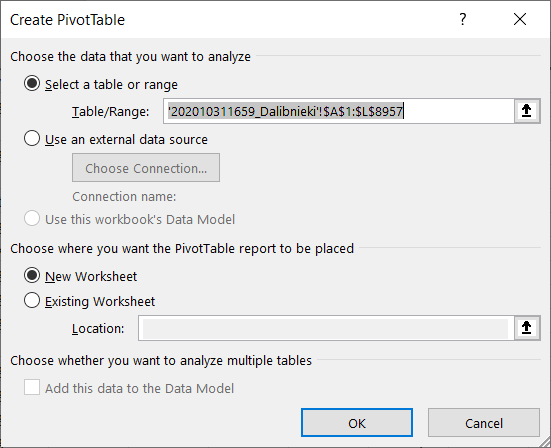 Create PivotTable
?
Choose the data that you want to analyze
Select a table or range
Table/Range: '202010311659_Dalibnieki'!$A$1:$L$8957
Use an external data source
Choose Connection...
Connection name:
Use this workbook's Data Model
Choose where you want the PivotTable report to be placed
New Worksheet
Existing Worksheet
Location:
Choose whether you want to analyze multiple tables
Add this data to the Data Model
OK Cancel